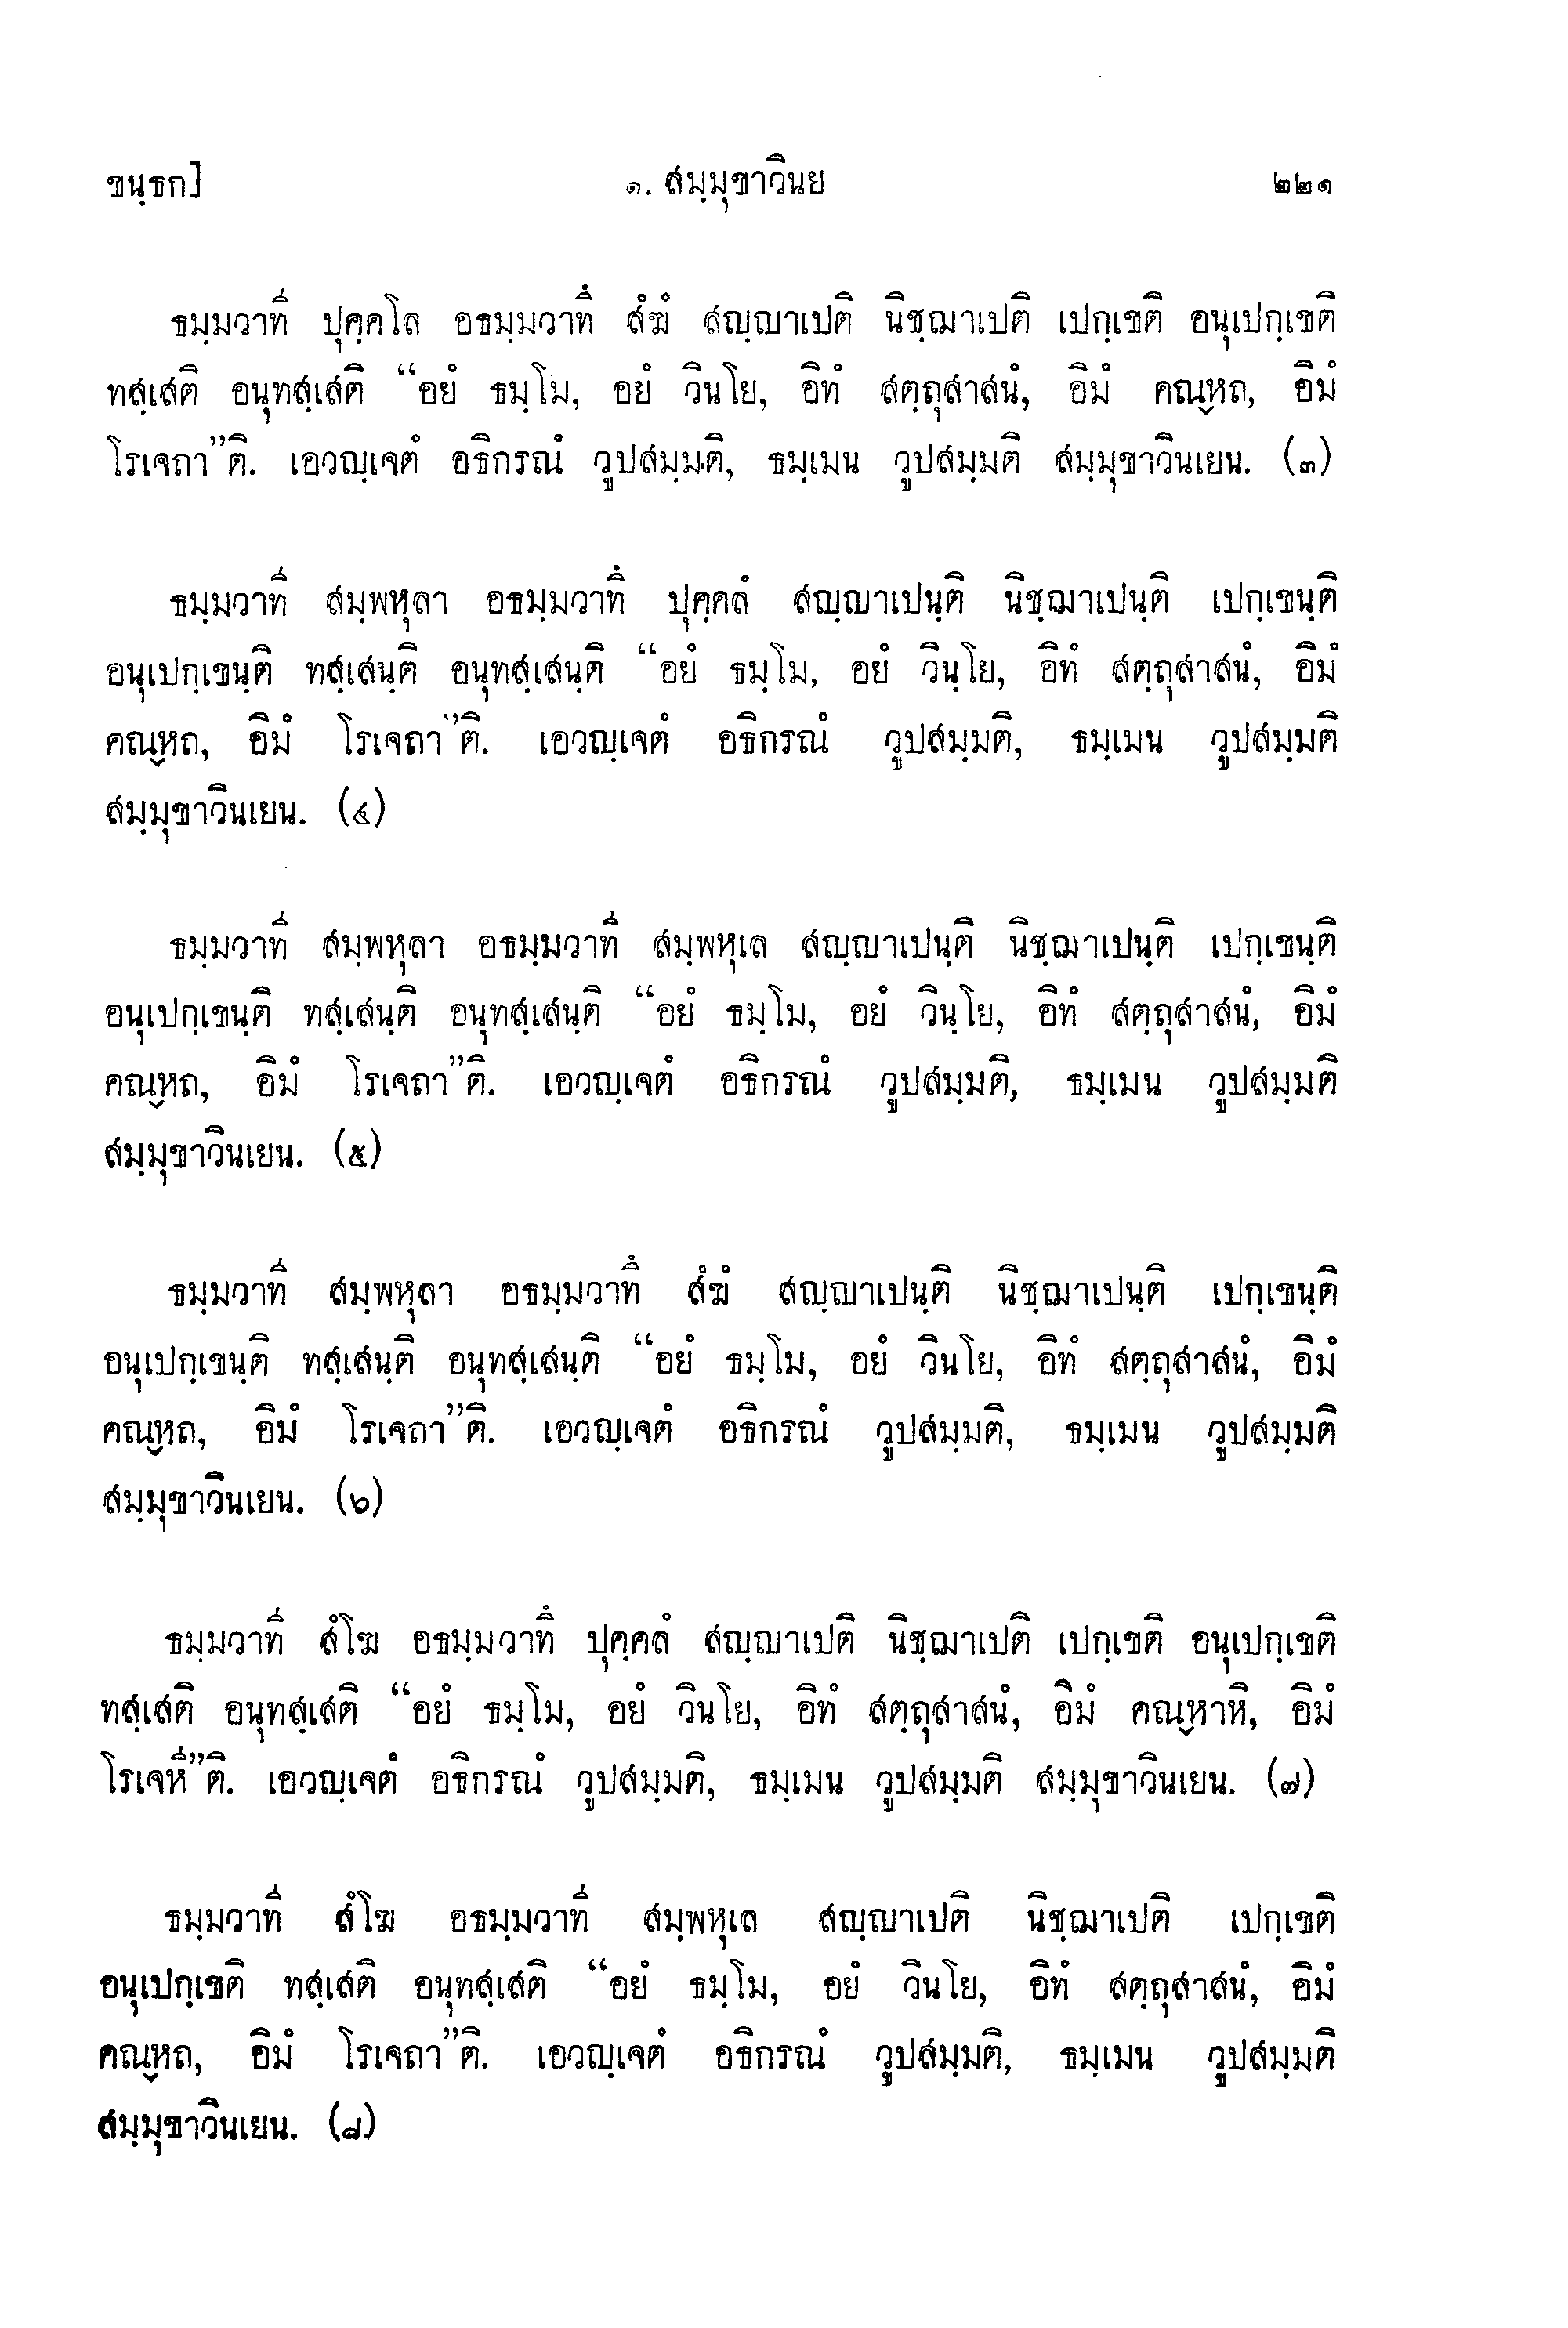 ขนฺธก]
๑. สมฺมุขาวินย
๒๒๑
ธมฺมวาที ปุคฺคโล อธมฺมวาทึ สํฆํ สญฺญาเปติ นิชฺฌาเปติ เปกฺเขติ อนุเปกฺเขติ
ทสฺเสติ อนุทสฺเสติ “อยํ ธมฺโม, อยํ วินโย, อิทํ สตฺถุสาสนํ, อิมํ คณฺหถ, อิมํ
โรเจถา”ติ. เอวญฺเจตํ อธิกรณํ วูปสมฺมติ, ธมฺเมน วูปสมฺมติ สมฺมุขาวินเยน. (๓)
ธมฺมวาที สมฺพหุลา อธมฺมวาทึ ปุคฺคลํ สญฺญาเปนฺติ นิชฺฌาเปนฺติ เปกฺเขนฺติ
อนุเปกฺเขนฺติ ทสฺเสนฺติ อนุทสฺเสนฺติ “อยํ ธมฺโม, อยํ วินฺโย, อิทํ สตฺถุสาสนํ, อิมํ
คณฺหถ, อิมํ โรเจถา”ติ. เอวญฺเจตํ อธิกรณํ วูปสมฺมติ, ธมฺเมน วูปสมฺมติ
สมฺมุขาวินเยน. (๔)
ธมฺมวาที สมฺพหุลา อธมฺมวาที สมฺพหุเล สญฺญาเปนฺติ นิชฺฌาเปนฺติ เปกฺเขนฺติ
อนุเปกฺเขนฺติ ทสฺเสนฺติ อนุทสฺเสนฺติ “อยํ ธมฺโม, อยํ วินฺโย, อิทํ สตฺถุสาสนํ, อิมํ
คณฺหถ, อิมํ โรเจถา”ติ. เอวญฺเจตํ อธิกรณํ วูปสมฺมติ, ธมฺเมน วูปสมฺมติ
สมฺมุขาวินเยน. (๕)
ธมฺมวาที สมฺพหุลา อธมฺมวาทึ สํฆํ สญฺญาเปนฺติ นิชฺฌาเปนฺติ เปกฺเขนฺติ
อนุเปกฺเขนฺติ ทสฺเสนฺติ อนุทสฺเสนฺติ “อยํ ธมฺโม, อยํ วินโย, อิทํ สตฺถุสาสนํ, อิมํ
คณฺหถ, อิมํ โรเจถา”ติ. เอวญฺเจตํ อธิกรณํ วูปสมฺมติ, ธมฺเมน วูปสมฺมติ
สมฺมุขาวินเยน. (๖)
ธมฺมวาที สํโฆ อธมฺมวาทึ ปุคฺคลํ สญฺญาเปติ นิชฺฌาเปติ เปกฺเขติ อนุเปกฺเขติ
ทสฺเสติ อนุทสฺเสติ “อยํ ธมฺโม, อยํ วินโย, อิทํ สตฺถุสาสนํ, อิมํ คณฺหาหิ, อิมํ
โรเจหี”ติ. เอวญฺเจตํ อธิกรณํ วูปสมฺมติ, ธมฺเมน วูปสมฺมติ สมฺมุขาวินเยน. (๗)
ธมฺมวาที สํโฆ อธมฺมวาที สมฺพหุเล สญฺญาเปติ นิชฺฌาเปติ เปกฺเขติ
อนุเปกฺเขติ ทสฺเสติ อนุทสฺเสติ “อยํ ธมฺโม, อยํ วินโย, อิทํ สตฺถุสาสนํ, อิมํ
คณฺหถ, อิมํ โรเจถา”ติ. เอวญฺเจตํ อธิกรณํ วูปสมฺมติ, ธมฺเมน วูปสมฺมติ
สมฺมุขาวินเยน. (๘)